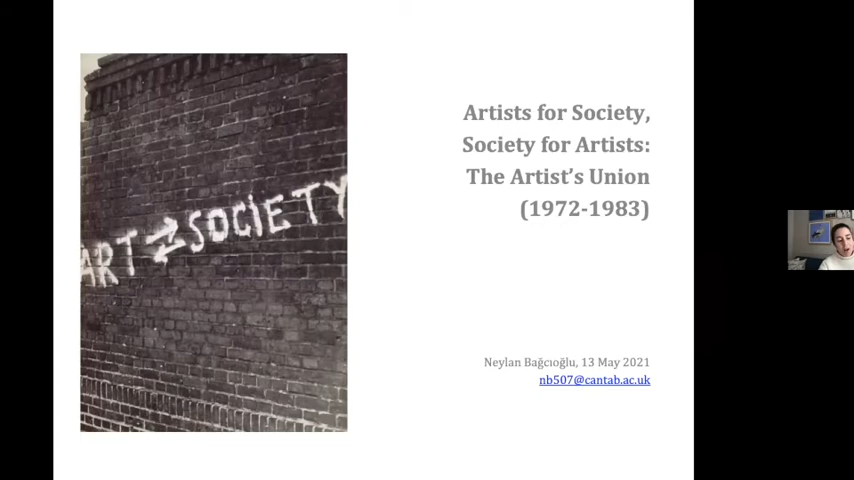 ART ⇄ SOCIETY
Artists for Society,
Society for Artists:
The Artist's Union
(1972-1983)
Neylan Bağcıoğlu, 13 May 2021
nb507@cantab.ac.uk